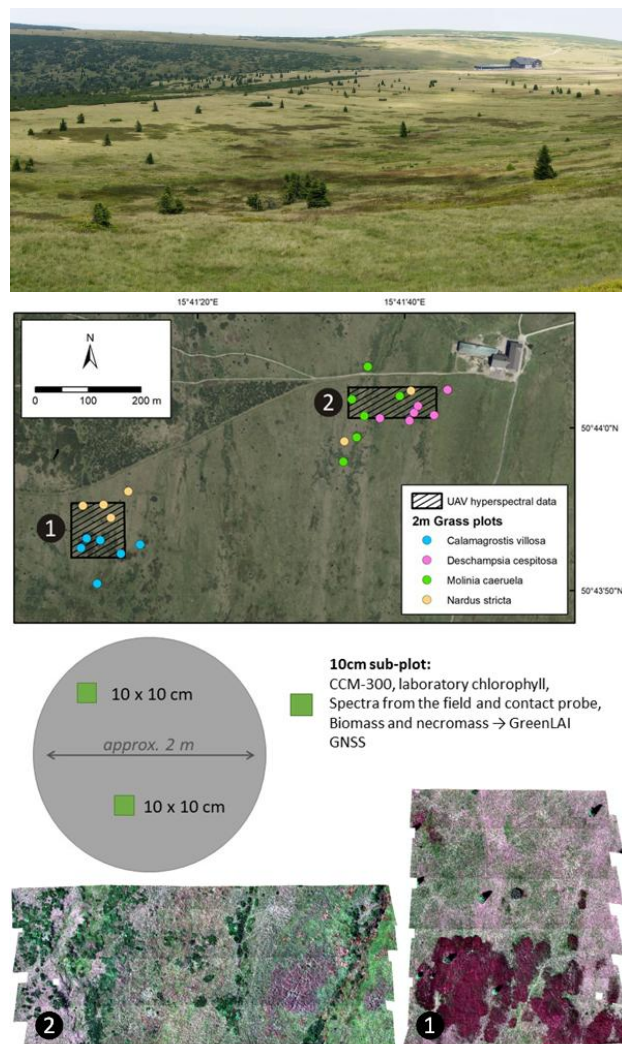 15°41'20"E
15°41'40"E
N
0 100 200 m
2
50°44'0"N
UAV hyperspectral data
2m Grass plots
Calamagrostis villosa
Deschampsia cespitosa
Molinia caeruela
Nardus stricta
1
50°43'50"N
10 x 10 cm
approx. 2 m
10 x 10 cm
10cm sub-plot:
CCM-300, laboratory chlorophyll,
Spectra from the field and contact probe,
Biomass and necromass → GreenLAI
GNSS
2
1